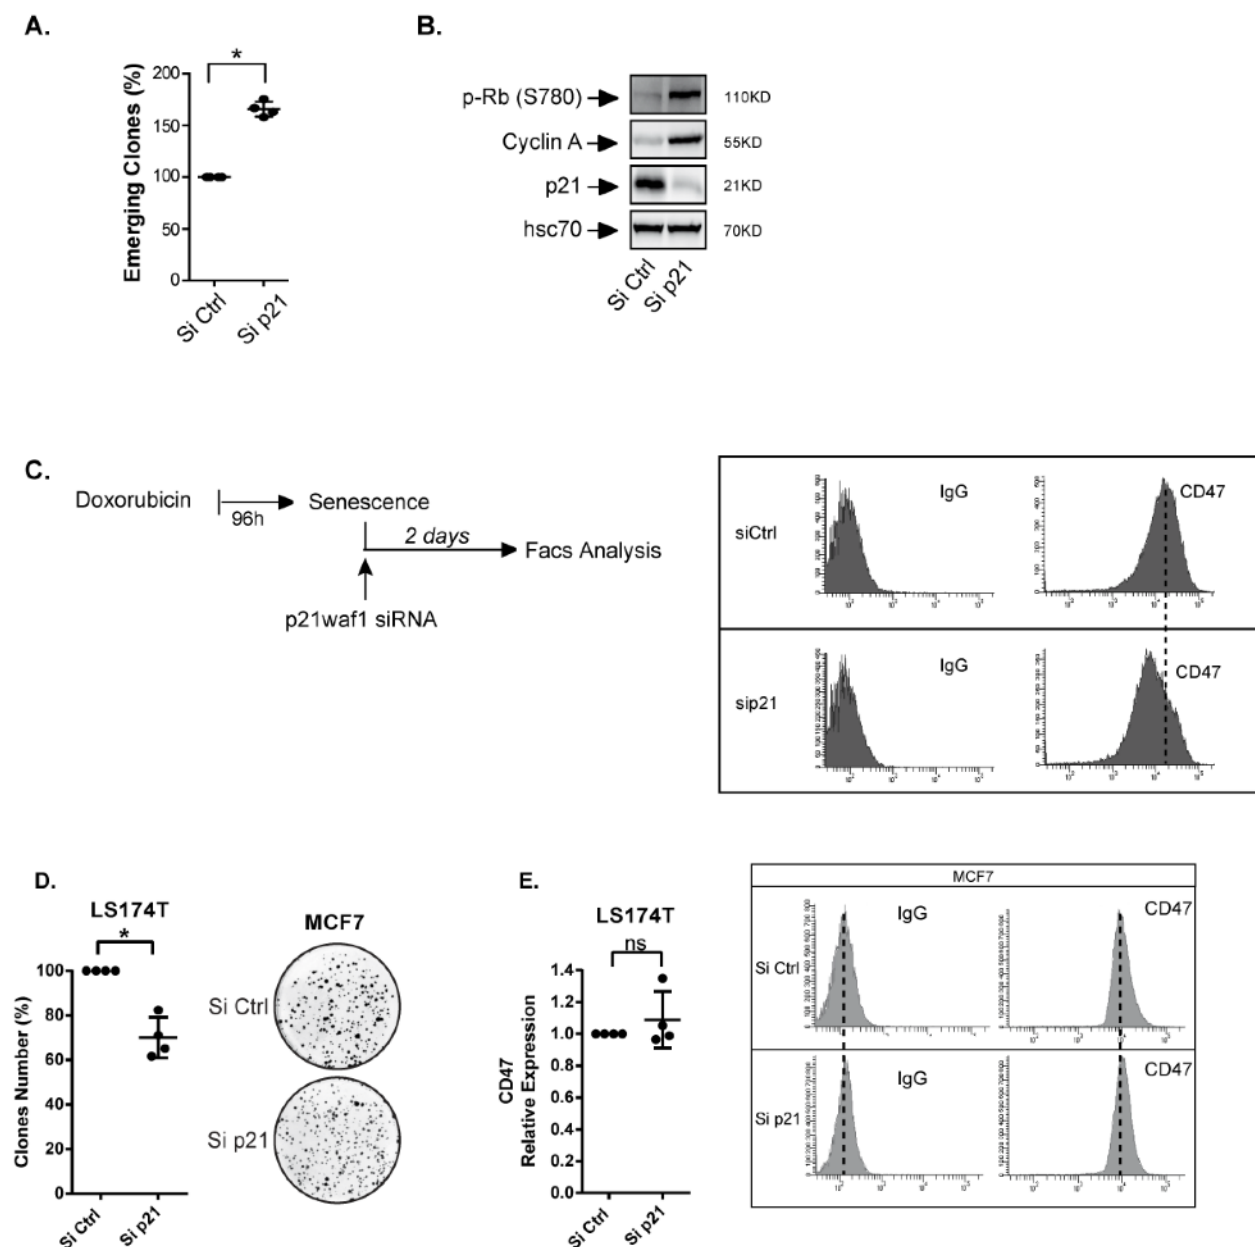 A.
*
200
150
100
50
0
Emerging Clones (%)
Si Ctrl
Si p21
B.
p-Rb (S780)
110KD
Cyclin A
55KD
p21
21KD
hsc70
70KD
Si Ctrl
Si p21
C.
Doxorubicin
96h
Senescence
2 days
Facs Analysis
p21waf1 siRNA
siCtrl
IgG
CD47
sip21
IgG
CD47
D.
LS174T
*
100
80
60
40
20
0
Clones Number (%)
Si Ctrl
Si p21
MCF7
Si Ctrl
Si p21
E.
LS174T
ns
1.4
1.2
1.0
0.8
0.6
0.4
0.2
0.0
CD47
Relative Expression
Si Ctrl
Si p21
MCF7
Si Ctrl
IgG
CD47
Si p21
IgG
CD47